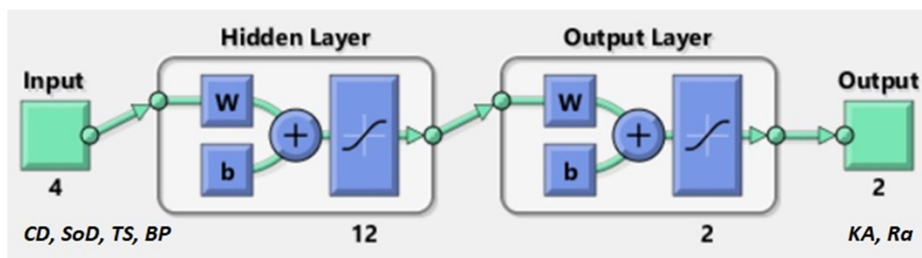 Hidden Layer
Output Layer
Input
Output
W
b
+
W
b
+
4
12
2
2
CD, SoD, TS, BP
KA, Ra